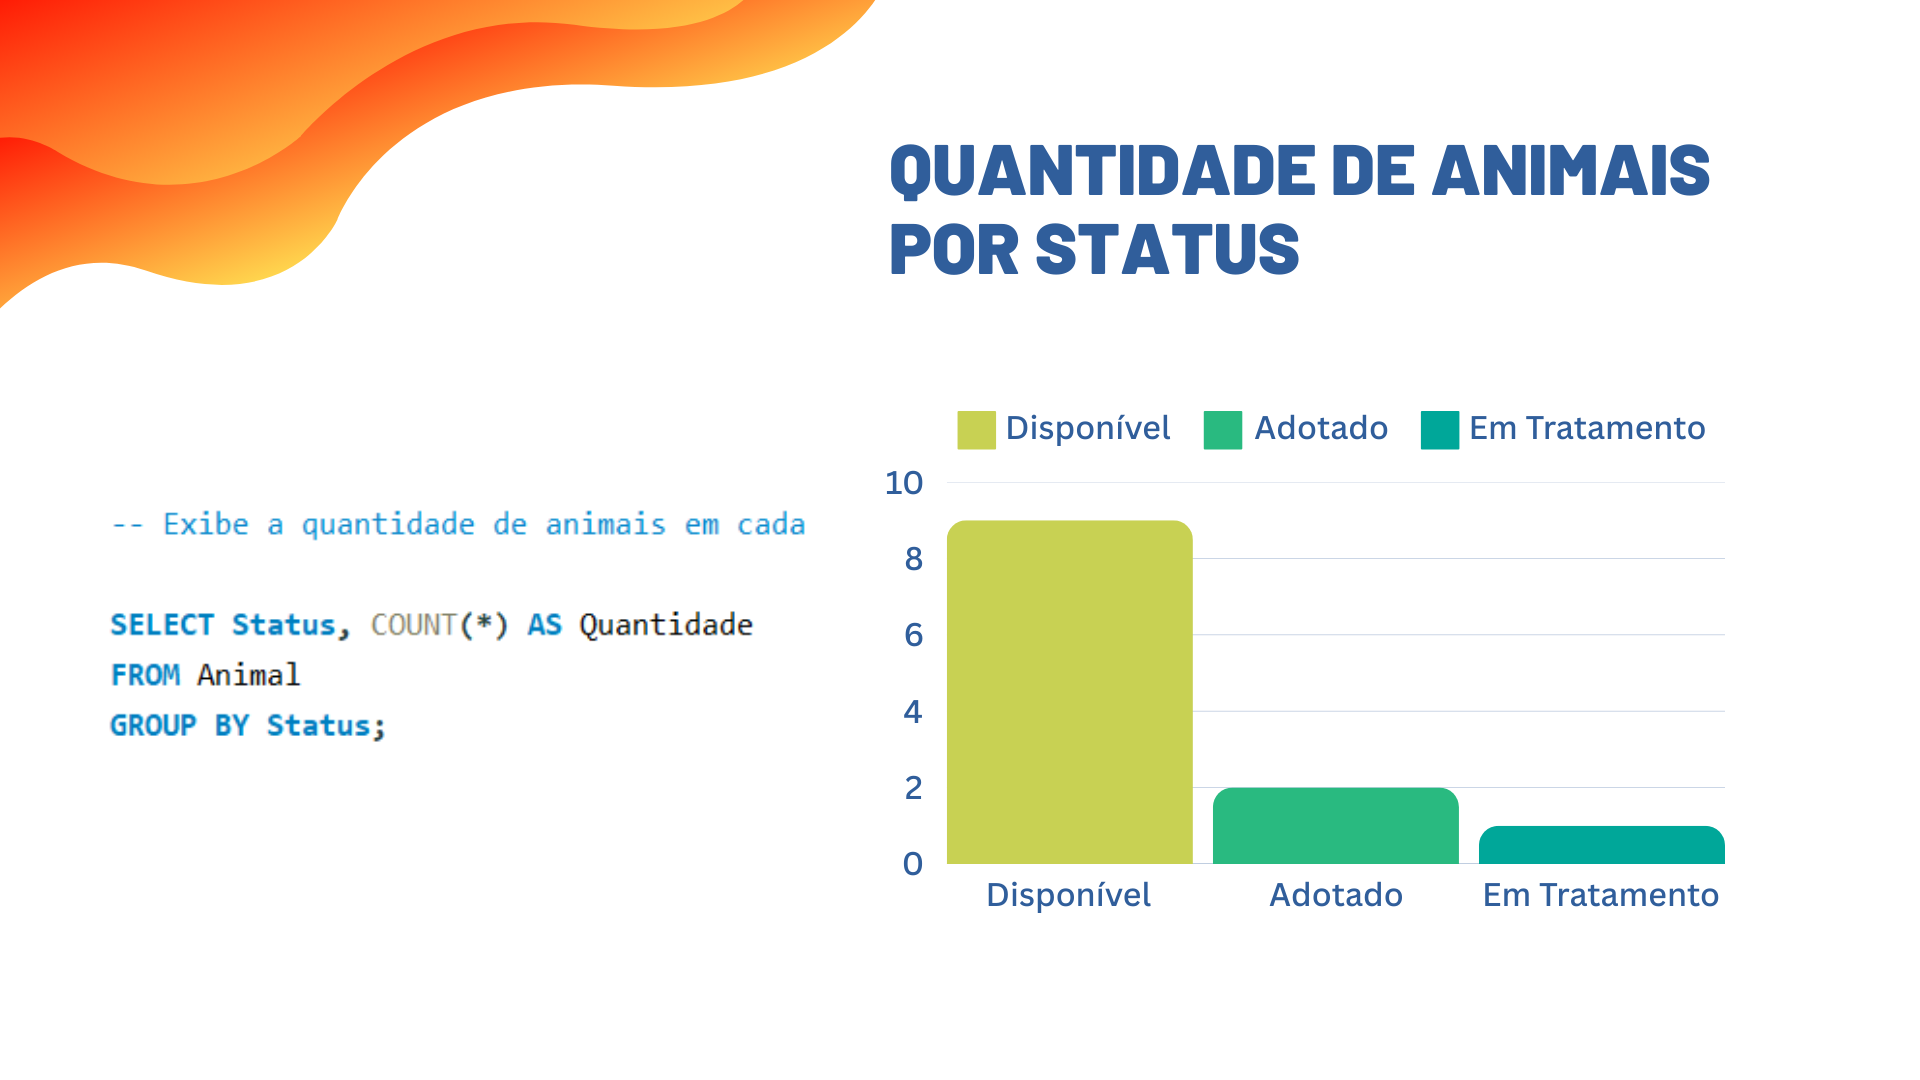 QUANTIDADE DE ANIMAIS
POR STATUS
-- Exibe a quantidade de animais em cada
SELECT Status, COUNT(*) AS Quantidade
FROM Animal
GROUP BY Status;
Disponível Adotado Em Tratamento
10
8
6
4
2
0
Disponível Adotado Em Tratamento